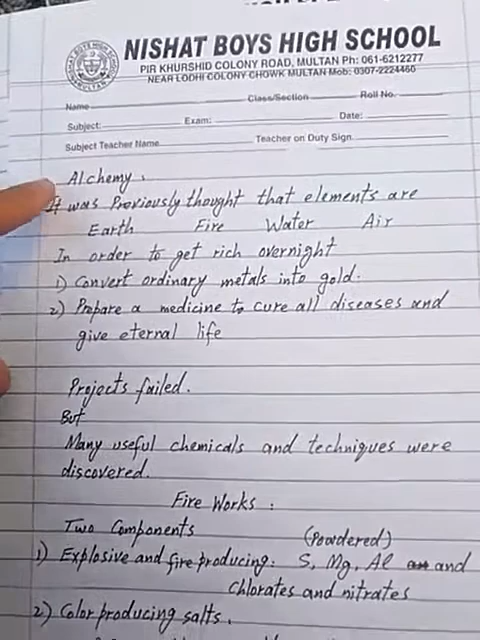 NISHAT BOYS HIGH SCHOOL
PIR KHURSHID COLONY ROAD, MULTAN Ph: 061-6212277
NEAR LODHI COLONY CHOWK MULTAN Mob: 0307-2224460
Name Class/Section Roll No.
Subject: Exam: Date:
Subject Teacher Name Teacher on Duty Sign.
Alchemy:
It was Previously thought that elements are
Earth Fire Water Air
In order to get rich overnight
1) Convert ordinary metals into gold.
2) Prepare a medicine to cure all diseases and
give eternal life
Projects failed.
But
Many useful chemicals and techniques were
discovered.
Fire Works:
Two Components (Powdered)
1) Explosive and fire producing: S, Mg, Al and
Chlorates and nitrates
2) Color producing salts.